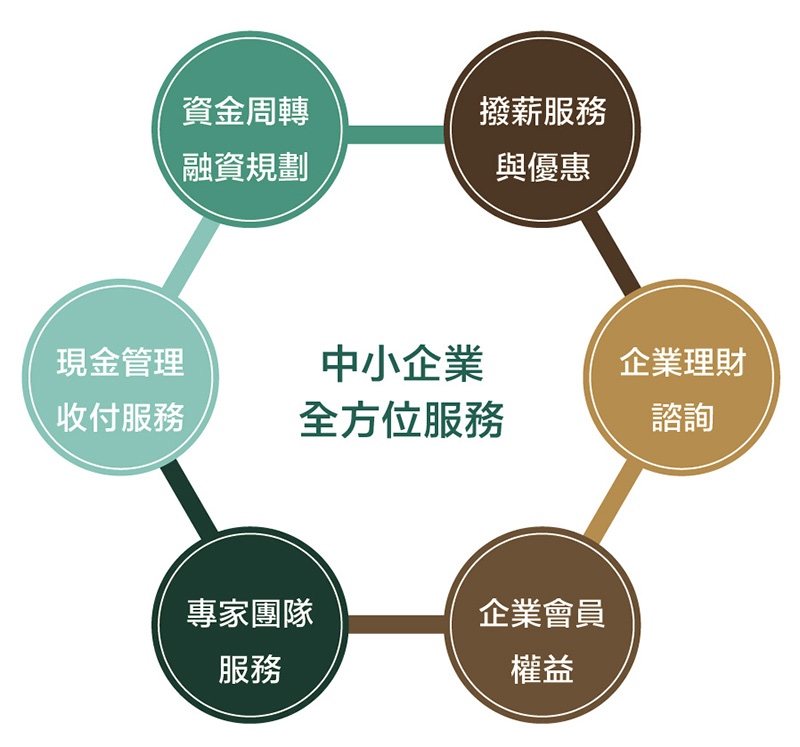 資金周轉
融資規劃
撥薪服務
與優惠
現金管理
收付服務
中小企業
全方位服務
企業理財
諮詢
專家團隊
服務
企業會員
權益